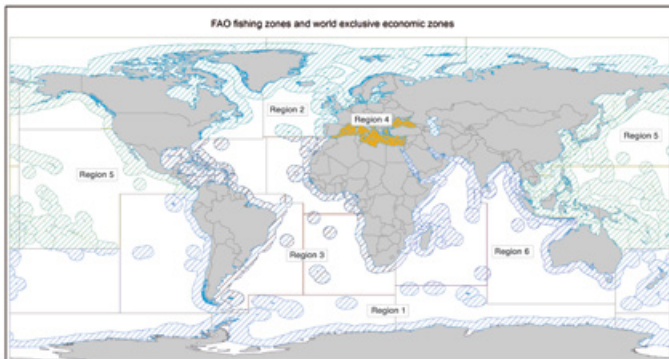 FAO fishing zones and world exclusive economic zones
Region 2
Region 4
Region 5
Region 5
Region 3
Region 6
Region 1